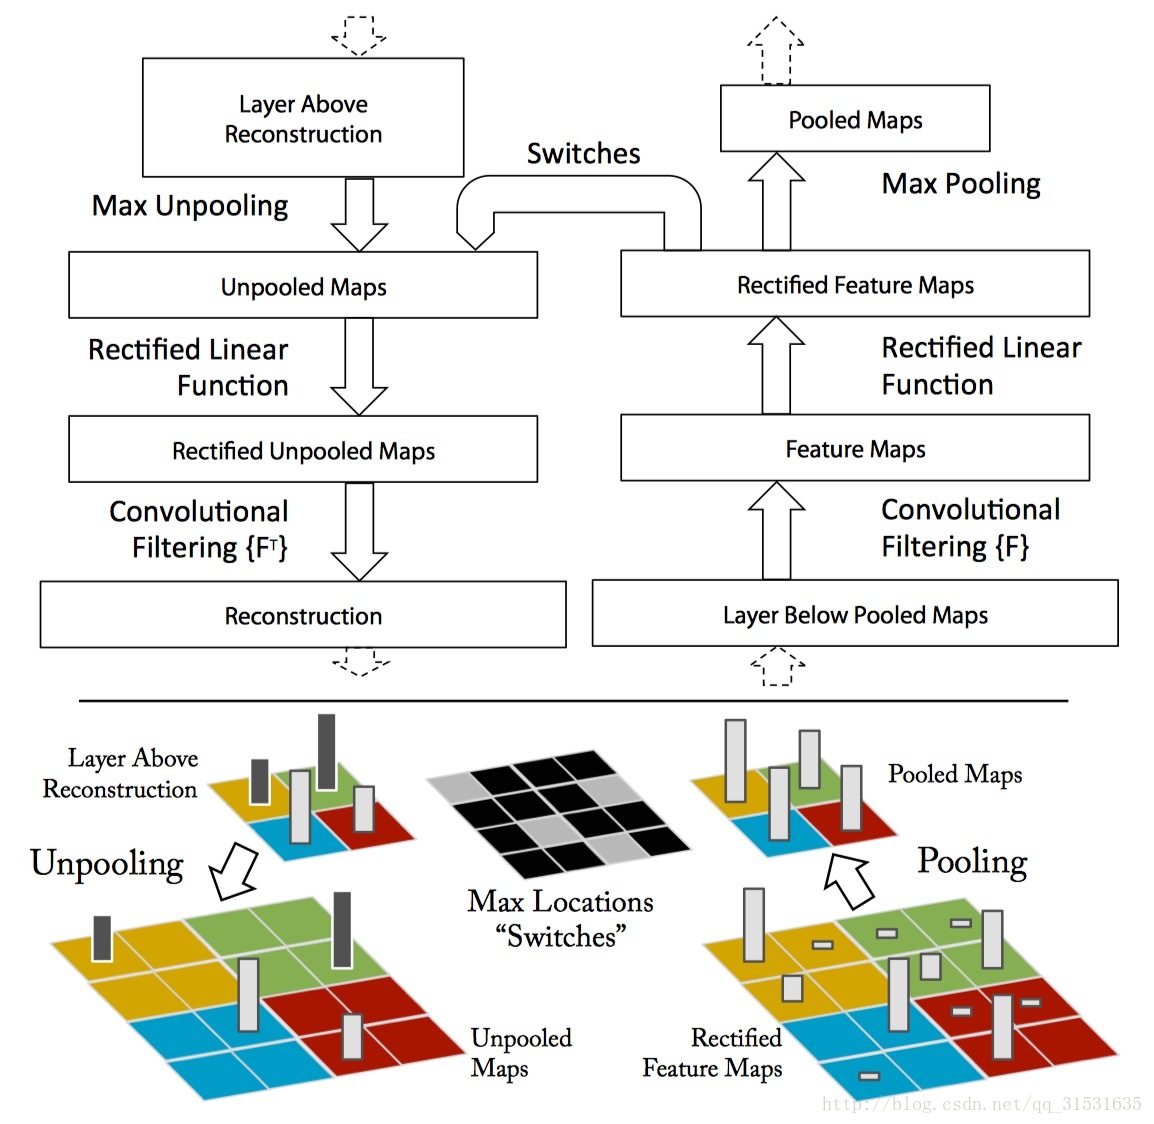 Layer Above
Reconstruction
Pooled Maps
Switches
Max Unpooling
Max Pooling
Unpooled Maps
Rectified Feature Maps
Rectified Linear
Function
Rectified Linear
Function
Rectified Unpooled Maps
Feature Maps
Convolutional
Filtering {Fᵀ}
Convolutional
Filtering {F}
Reconstruction
Layer Below Pooled Maps
Layer Above
Reconstruction
Pooled Maps
Unpooling
Pooling
Max Locations
“Switches”
Unpooled
Maps
Rectified
Feature Maps
http://blog.csdn.net/qq_31531635